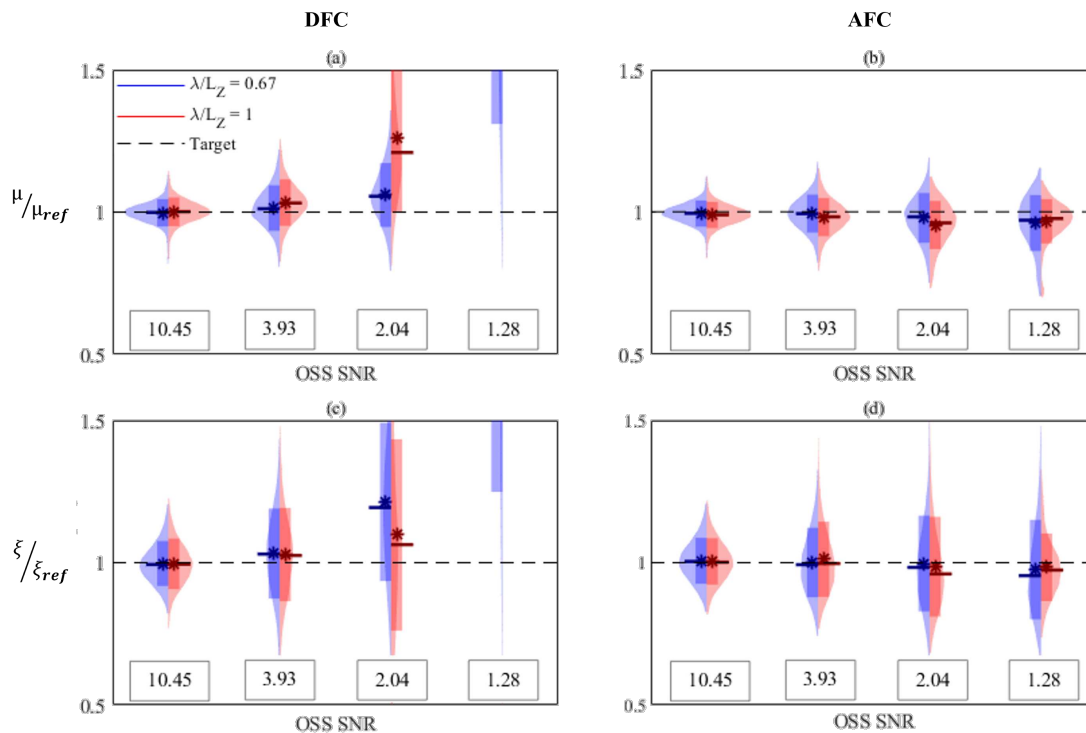 DFC
AFC
(a)
(b)
1.5
λ/L_Z = 0.67
λ/L_Z = 1
Target
μ/μ_ref
1
0.5
10.45
3.93
2.04
1.28
OSS SNR
1.5
1
0.5
10.45
3.93
2.04
1.28
OSS SNR
(c)
(d)
1.5
ξ/ξ_ref
1
0.5
10.45
3.93
2.04
1.28
OSS SNR
1.5
1
0.5
10.45
3.93
2.04
1.28
OSS SNR